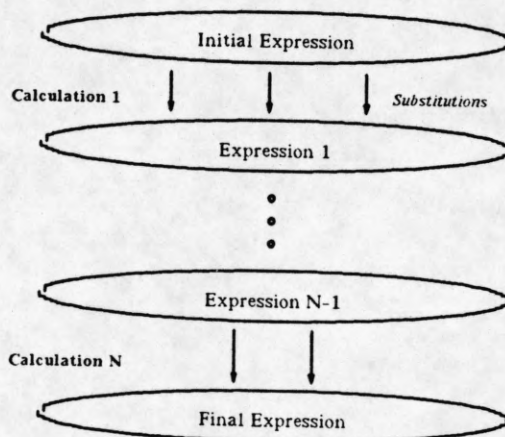 Initial Expression
Calculation 1
Substitutions
Expression 1
Expression N-1
Calculation N
Final Expression